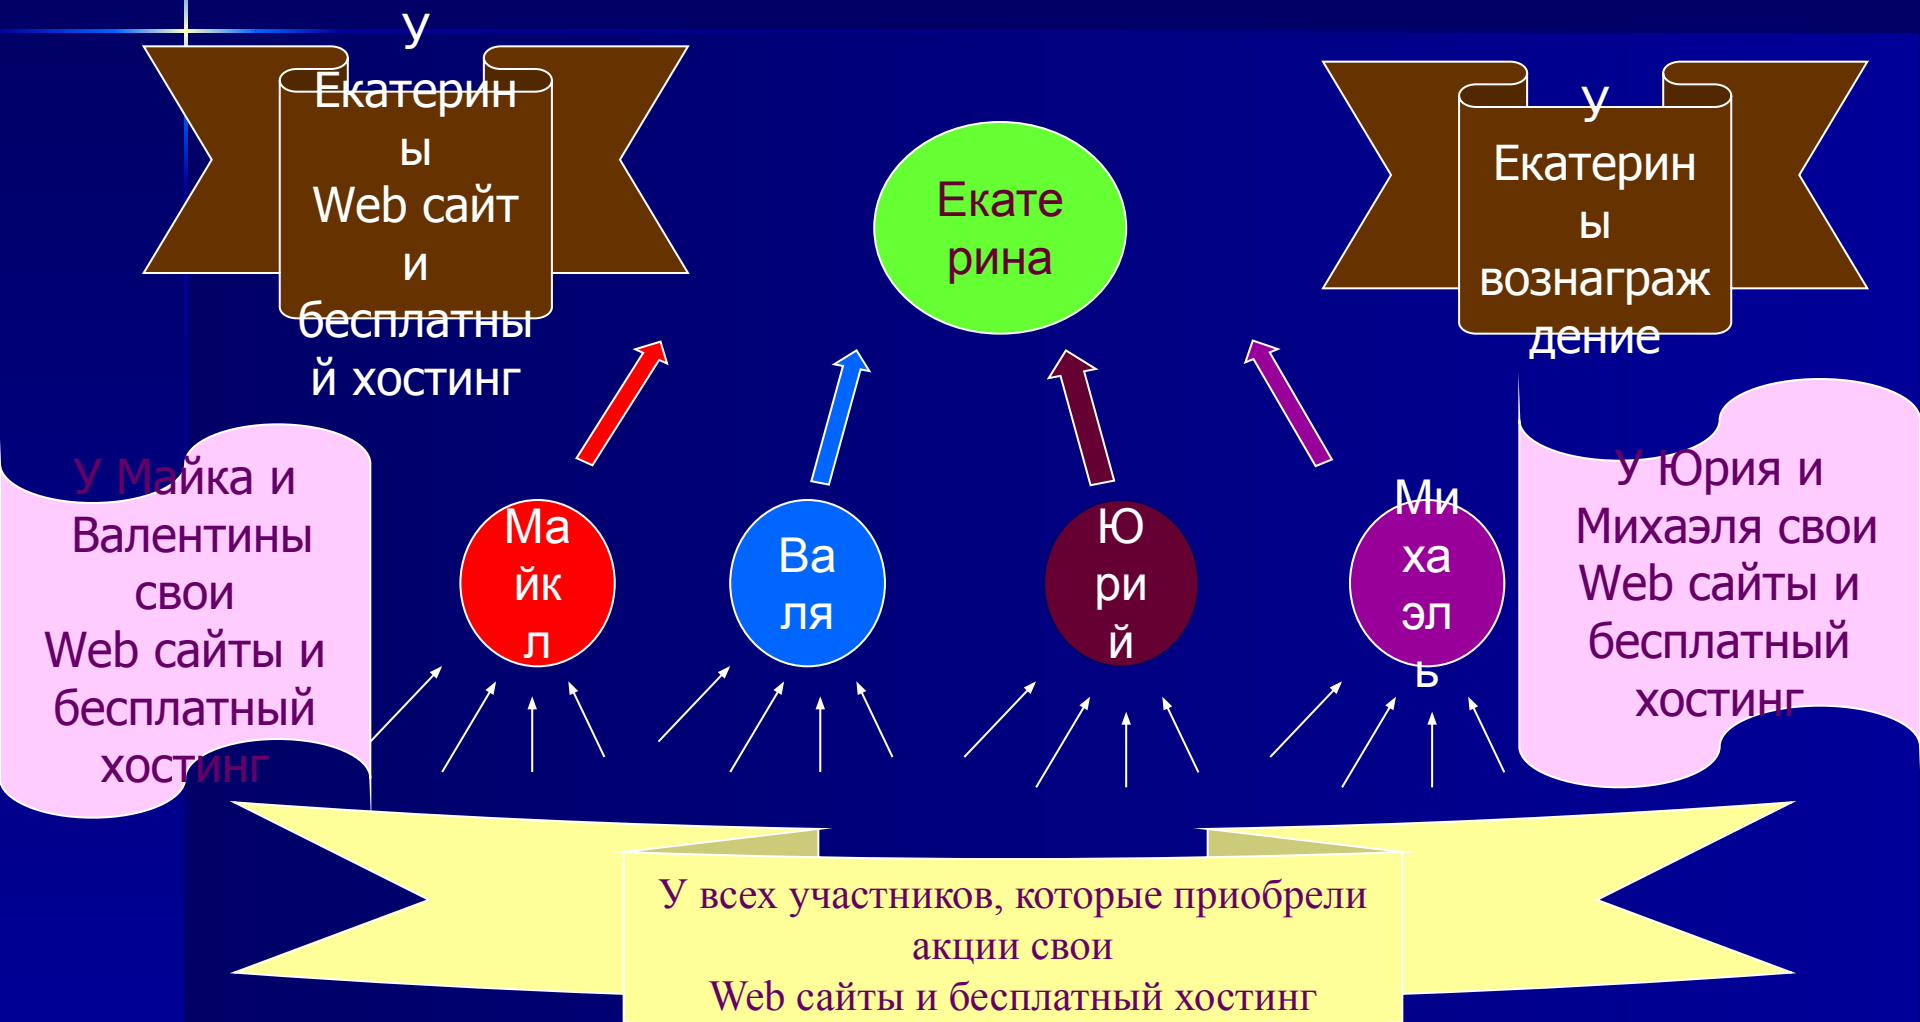 У
Екатерин
ы
Web сайт
и
бесплатны
й хостинг
Екате
рина
У
Екатерин
ы
вознаграж
дение
У Майка и
Валентины
свои
Web сайты и
бесплатный
хостинг
Ма
йк
л
Ва
ля
Ю
ри
й
Ми
ха
эл
ь
У Юрия и
Михаэля свои
Web сайты и
бесплатный
хостинг
У всех участников, которые приобрели
акции свои
Web сайты и бесплатный хостинг